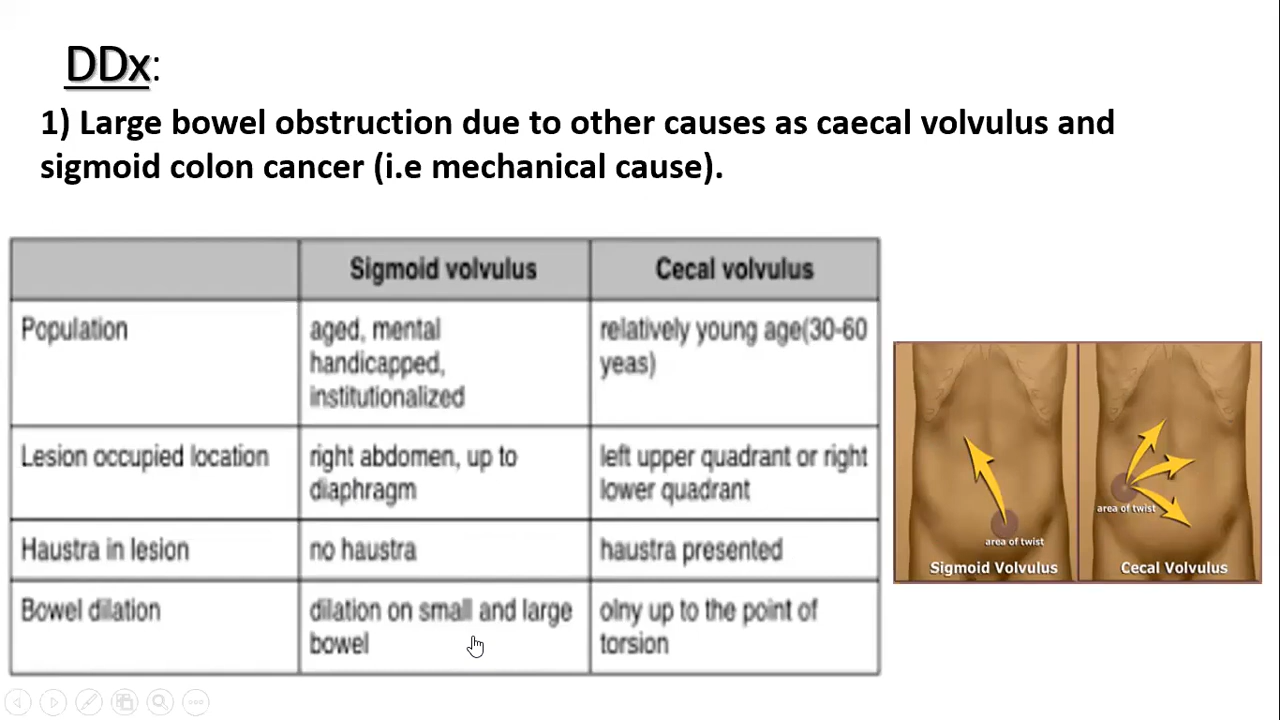 DDx:
1) Large bowel obstruction due to other causes as caecal volvulus and
sigmoid colon cancer (i.e mechanical cause).
Sigmoid volvulus
Cecal volvulus
Population
aged, mental
handicapped,
institutionalized
relatively young age(30-60
yeas)
Lesion occupied location
right abdomen, up to
diaphragm
left upper quadrant or right
lower quadrant
Haustra in lesion
no haustra
haustra presented
Bowel dilation
dilation on small and large
bowel
olny up to the point of
torsion
area of twist
Sigmoid Volvulus
area of twist
Cecal Volvulus